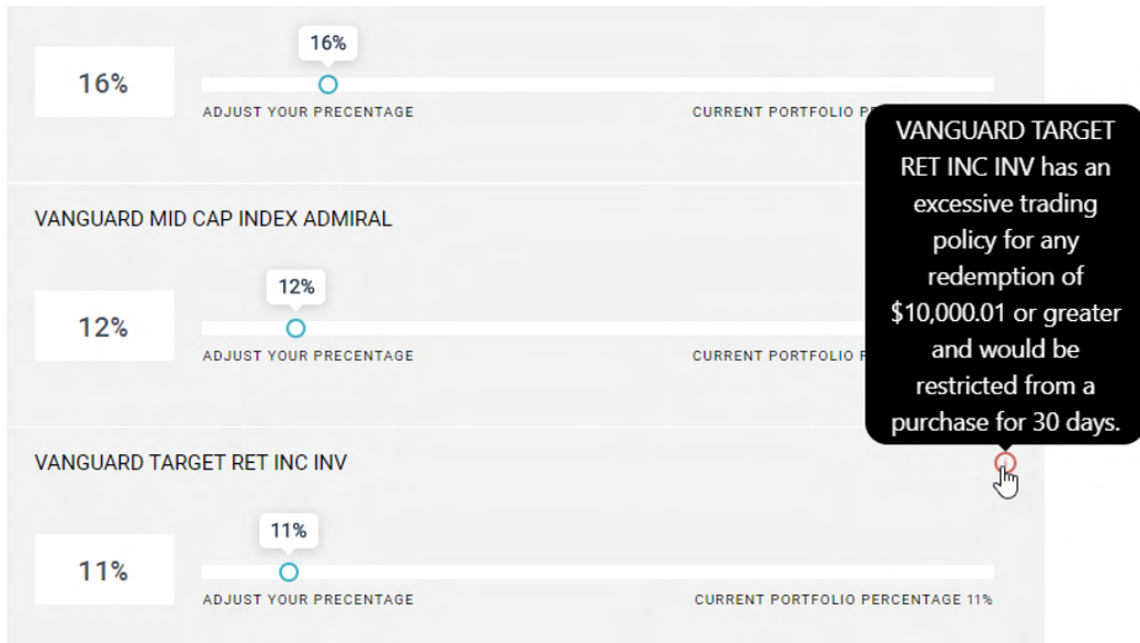 16%
16%
ADJUST YOUR PRECENTAGE
CURRENT PORTFOLIO
VANGUARD TARGET
RET INC INV has an
excessive trading
policy for any
redemption of
$10,000.01 or greater
and would be
restricted from a
purchase for 30 days.
VANGUARD MID CAP INDEX ADMIRAL
12%
12%
ADJUST YOUR PRECENTAGE
CURRENT PORTFOLIO
VANGUARD TARGET RET INC INV
11%
11%
ADJUST YOUR PRECENTAGE
CURRENT PORTFOLIO PERCENTAGE 11%